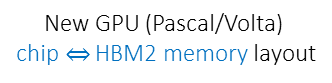 New GPU (Pascal/Volta)
chip ⇔ HBM2 memory layout